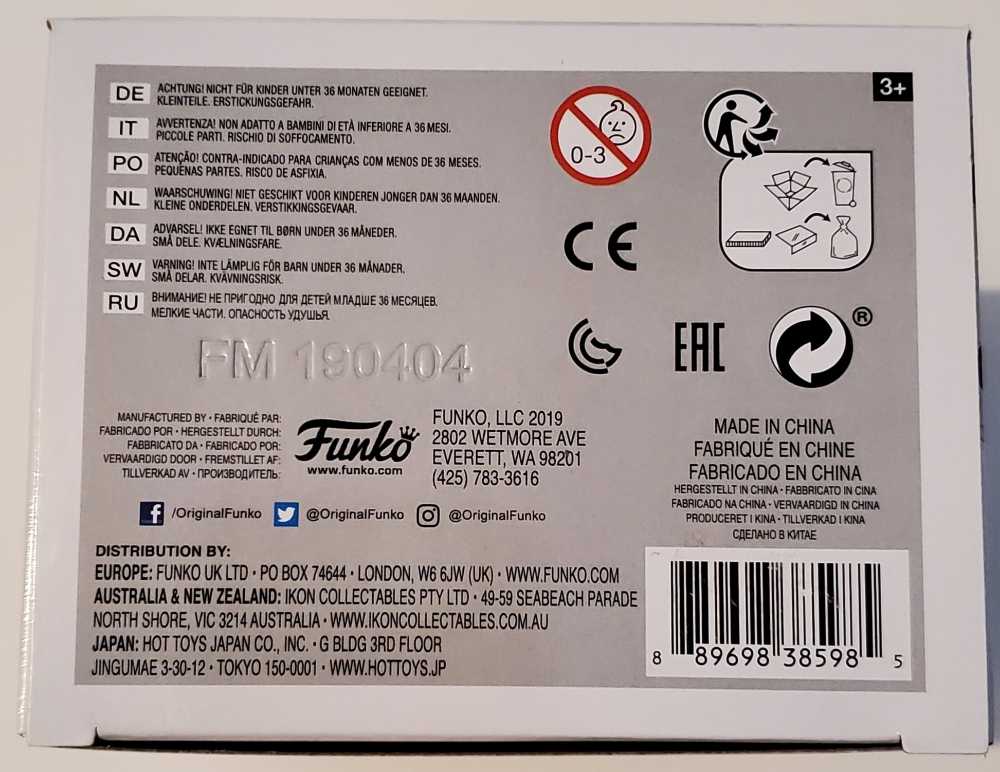 DE ACHTUNG! NICHT FÜR KINDER UNTER 36 MONATEN GEEIGNET.
KLEINTEILE. ERSTICKUNGSGEFAHR.
IT AVVERTENZA! NON ADATTO A BAMBINI DI ETÀ INFERIORE A 36 MESI.
PICCOLE PARTI. RISCHIO DI SOFFOCAMENTO.
PO ATENÇÃO! CONTRA-INDICADO PARA CRIANÇAS COM MENOS DE 36 MESES.
PEQUENAS PARTES. RISCO DE ASFIXIA.
NL WAARSCHUWING! NIET GESCHIKT VOOR KINDEREN JONGER DAN 36 MAANDEN.
KLEINE ONDERDELEN. VERSTIKKINGSGEVAAR.
DA ADVARSEL! IKKE EGNET TIL BØRN UNDER 36 MÅNEDER.
SMÅ DELE. KVÆLNINGSFARE.
SW VARNING! INTE LÄMPLIG FÖR BARN UNDER 36 MÅNADER.
SMÅ DELAR. KVÄVNINGSRISK.
RU ВНИМАНИЕ! НЕ ПРИГОДНО ДЛЯ ДЕТЕЙ МЛАДШЕ 36 МЕСЯЦЕВ.
МЕЛКИЕ ЧАСТИ. ОПАСНОСТЬ УДУШЬЯ.
0-3
3+
CE
EAC
®
FM 190404
MANUFACTURED BY • FABRIQUÉ PAR:
FABRICADO POR • HERGESTELLT DURCH:
FABBRICATO DA • FABRICADO POR:
VERVAARDIGD DOOR • FREMSTILLET AF:
TILLVERKAD AV • ПРОИЗВОДИТЕЛЬ:
Funko
www.funko.com
FUNKO, LLC 2019
2802 WETMORE AVE
EVERETT, WA 98201
(425) 783-3616
MADE IN CHINA
FABRIQUÉ EN CHINE
FABRICADO EN CHINA
HERGESTELLT IN CHINA • FABBRICATO IN CINA
FABRICADO NA CHINA • VERVAARDIGD IN CHINA
PRODUCERET I KINA • TILLVERKAD I KINA
СДЕЛАНО В КИТАЕ
f /OriginalFunko @OriginalFunko @OriginalFunko
DISTRIBUTION BY:
EUROPE: FUNKO UK LTD • PO BOX 74644 • LONDON, W6 6JW (UK) • WWW.FUNKO.COM
AUSTRALIA & NEW ZEALAND: IKON COLLECTABLES PTY LTD • 49-59 SEABEACH PARADE
NORTH SHORE, VIC 3214 AUSTRALIA • WWW.IKONCOLLECTABLES.COM.AU
JAPAN: HOT TOYS JAPAN CO., INC. • G BLDG 3RD FLOOR
JINGUMAE 3-30-12 • TOKYO 150-0001 • WWW.HOTTOYS.JP
8 89698 38598 5